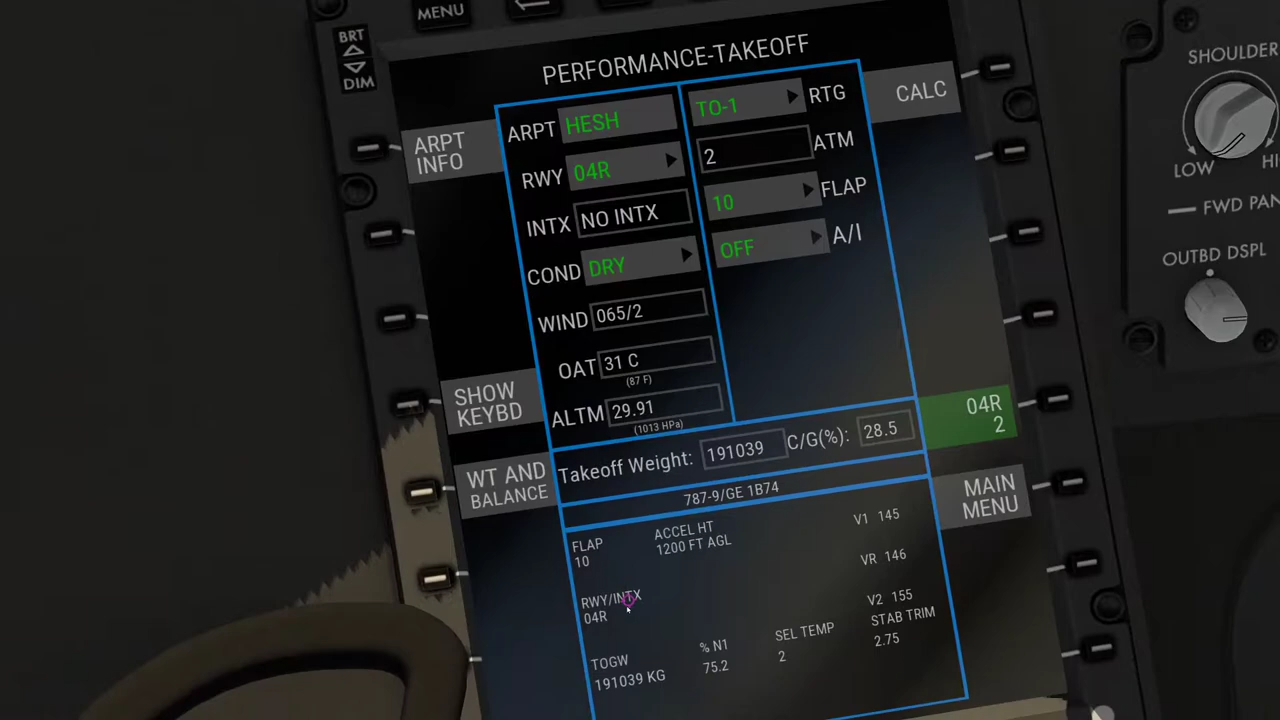 MENU
BRT
DIM
PERFORMANCE-TAKEOFF
ARPT INFO
ARPT HESH
RWY 04R
INTX NO INTX
COND DRY
WIND 065/2
OAT 31 C
(87 F)
ALTM 29.91
(1013 HPa)
TO-1 RTG
2 ATM
10 FLAP
OFF A/I
CALC
SHOW
KEYBD
WT AND
BALANCE
04R
2
MAIN
MENU
Takeoff Weight: 191039 C/G(%): 28.5
787-9/GE 1B74
FLAP
10
ACCEL HT
1200 FT AGL
V1 145
VR 146
V2 155
RWY/INTX
04R
TOGW
191039 KG
% N1
75.2
SEL TEMP
2
STAB TRIM
2.75
SHOULDER
LOW
FWD PAN
OUTBD DSPL